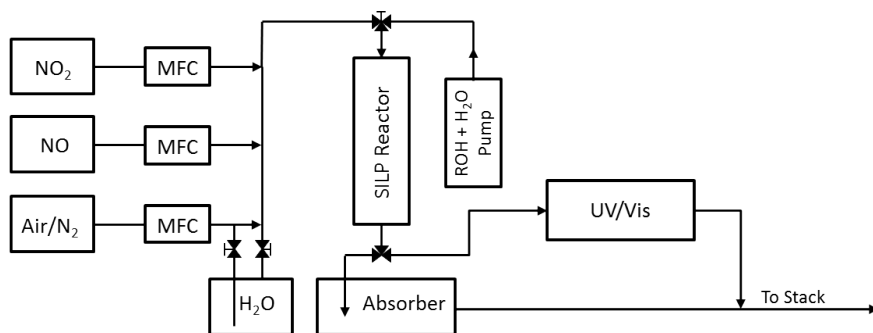 NO₂
MFC
NO
MFC
Air/N₂
MFC
H₂O
SILP Reactor
ROH + H₂O
Pump
UV/Vis
Absorber
To Stack